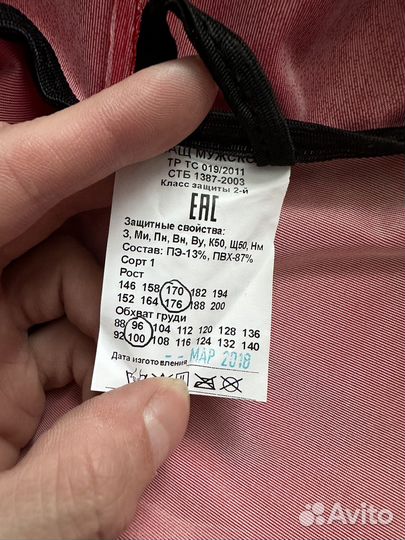 АЩ МУЖСКО
ТР ТС 019/2011
СТБ 1387-2003
Класс защиты 2-й
ЕАС
Защитные свойства:
З, Ми, Пн, Вн, Ву, К50, Щ50, Нм
Состав: ПЭ-13%, ПВХ-87%
Сорт 1
Рост
146 158 170 182 194
152 164 176 188 200
Обхват груди
88 96 104 112 120 128 136
92 100 108 116 124 132 140
Дата изготовления -- МАР 2018
Avito